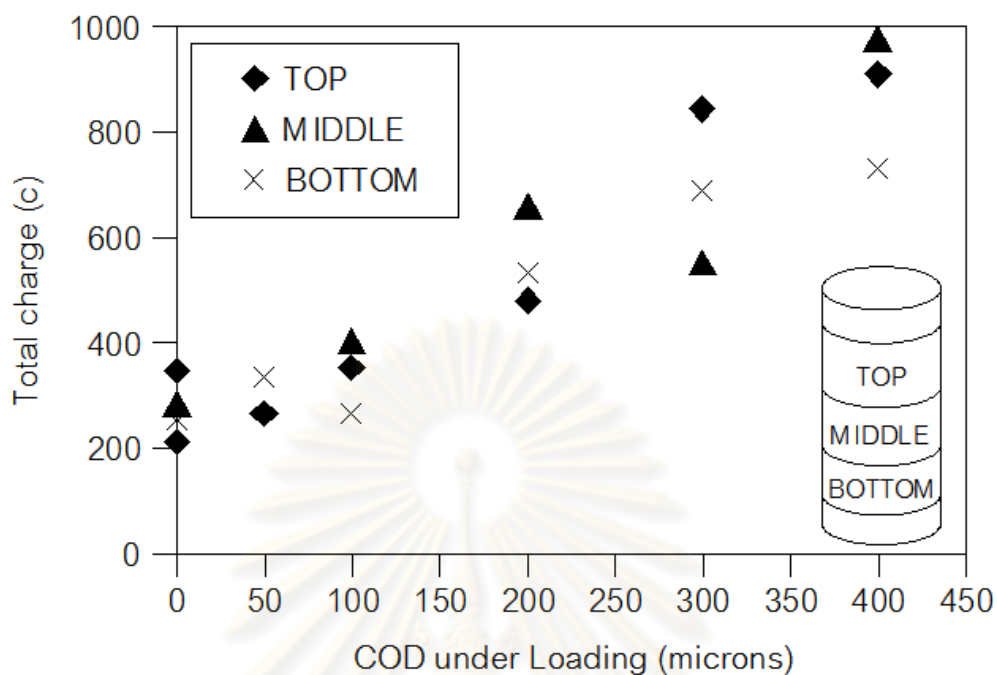 1000
800
600
400
200
0
Total charge (c)
TOP
MIDDLE
BOTTOM
TOP
MIDDLE
BOTTOM
0 50 100 150 200 250 300 350 400 450
COD under Loading (microns)